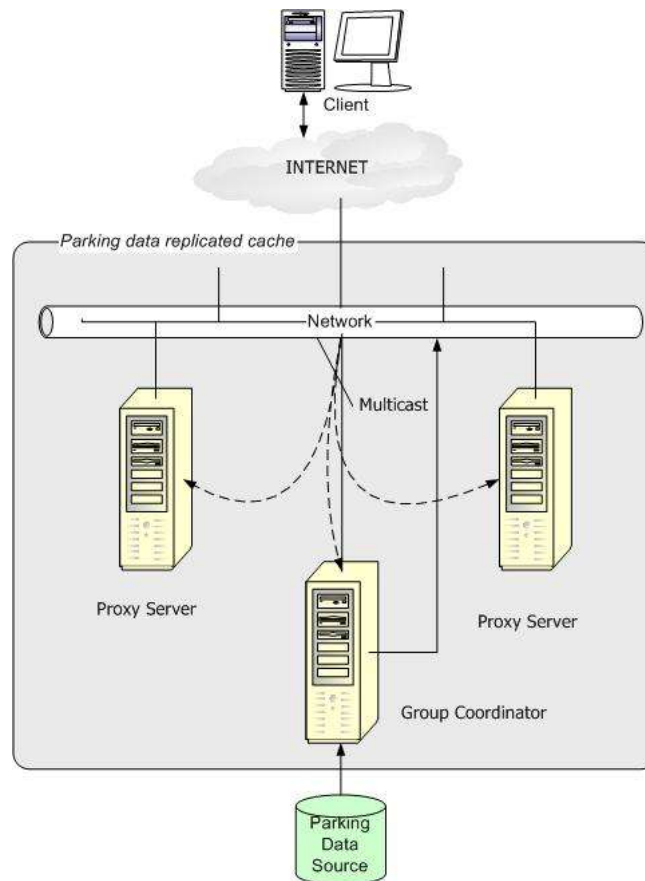 Client
INTERNET
Parking data replicated cache
Network
Multicast
Proxy Server
Proxy Server
Group Coordinator
Parking
Data
Source